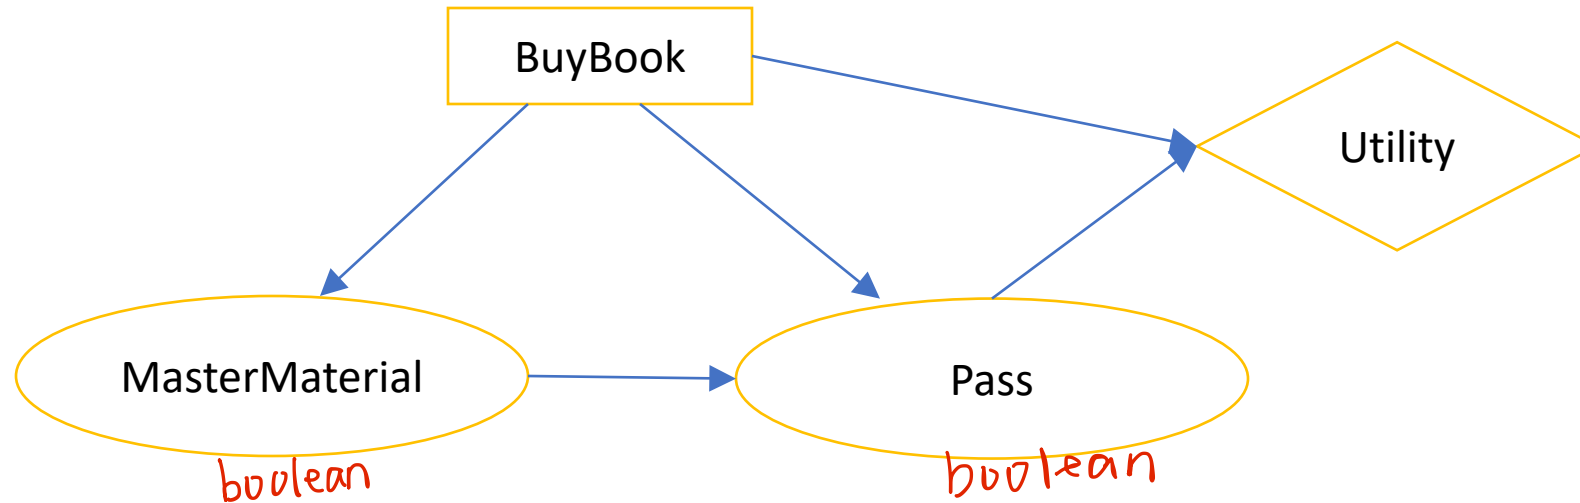 BuyBook
Utility
MasterMaterial
Pass
boolean
boolean